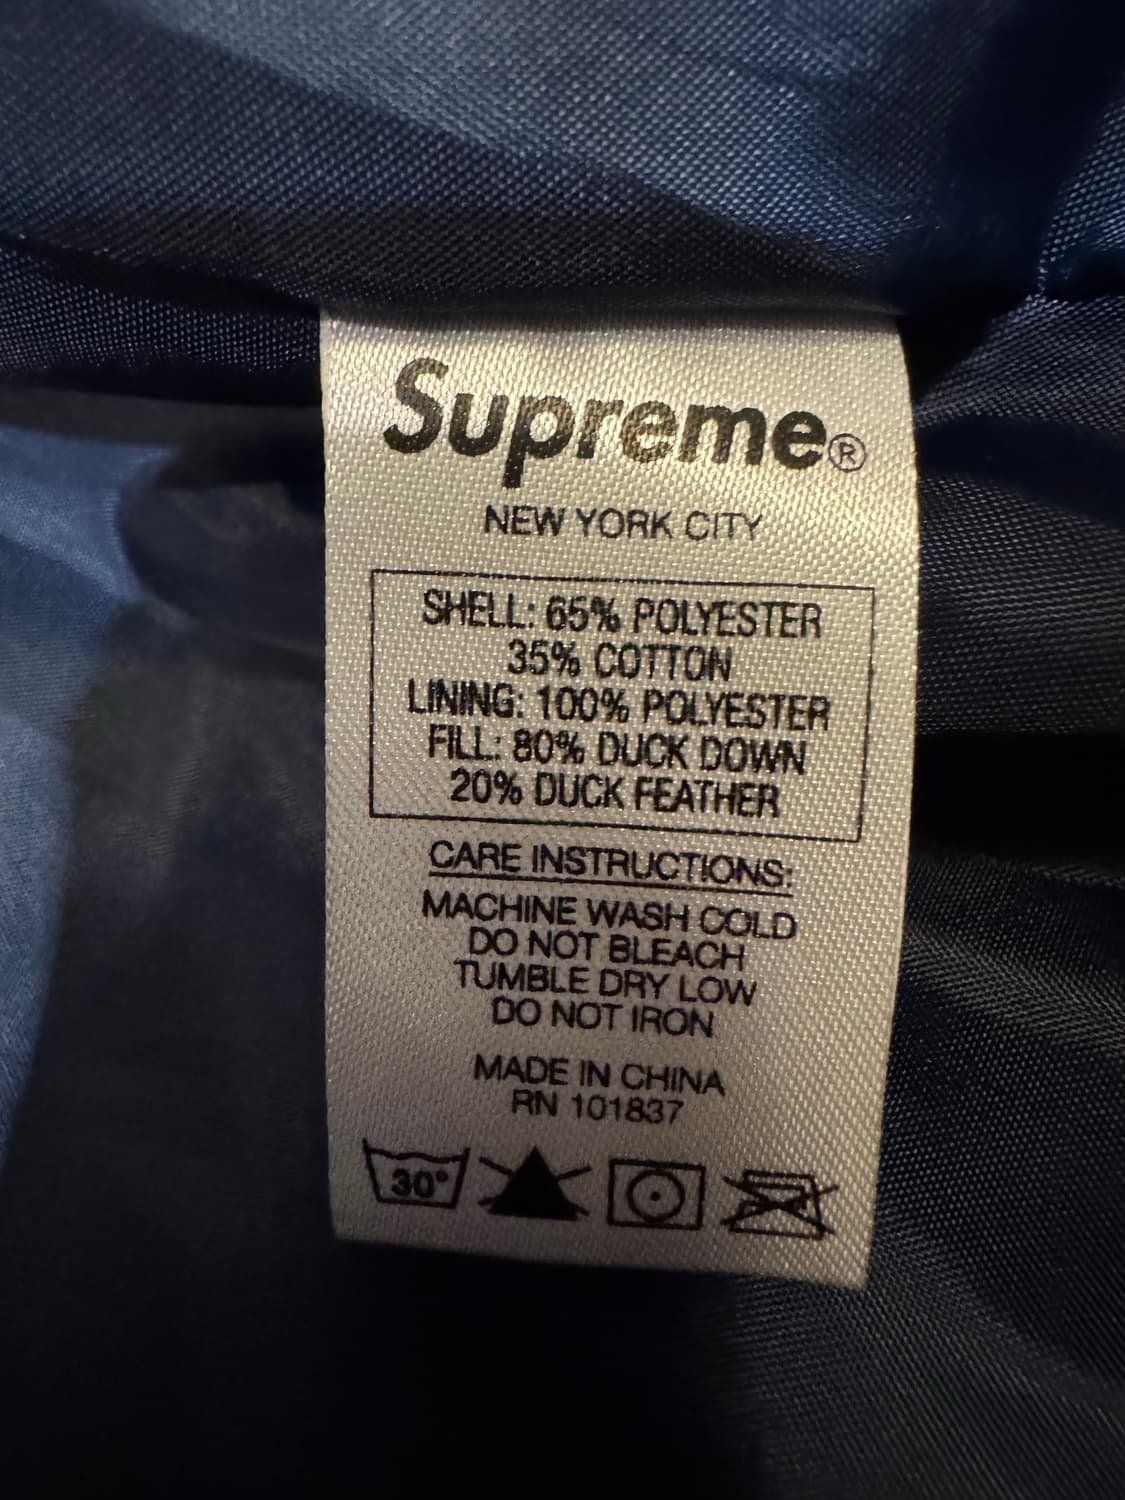 Supreme®
NEW YORK CITY
SHELL: 65% POLYESTER
35% COTTON
LINING: 100% POLYESTER
FILL: 80% DUCK DOWN
20% DUCK FEATHER
CARE INSTRUCTIONS:
MACHINE WASH COLD
DO NOT BLEACH
TUMBLE DRY LOW
DO NOT IRON
MADE IN CHINA
RN 101837
30°